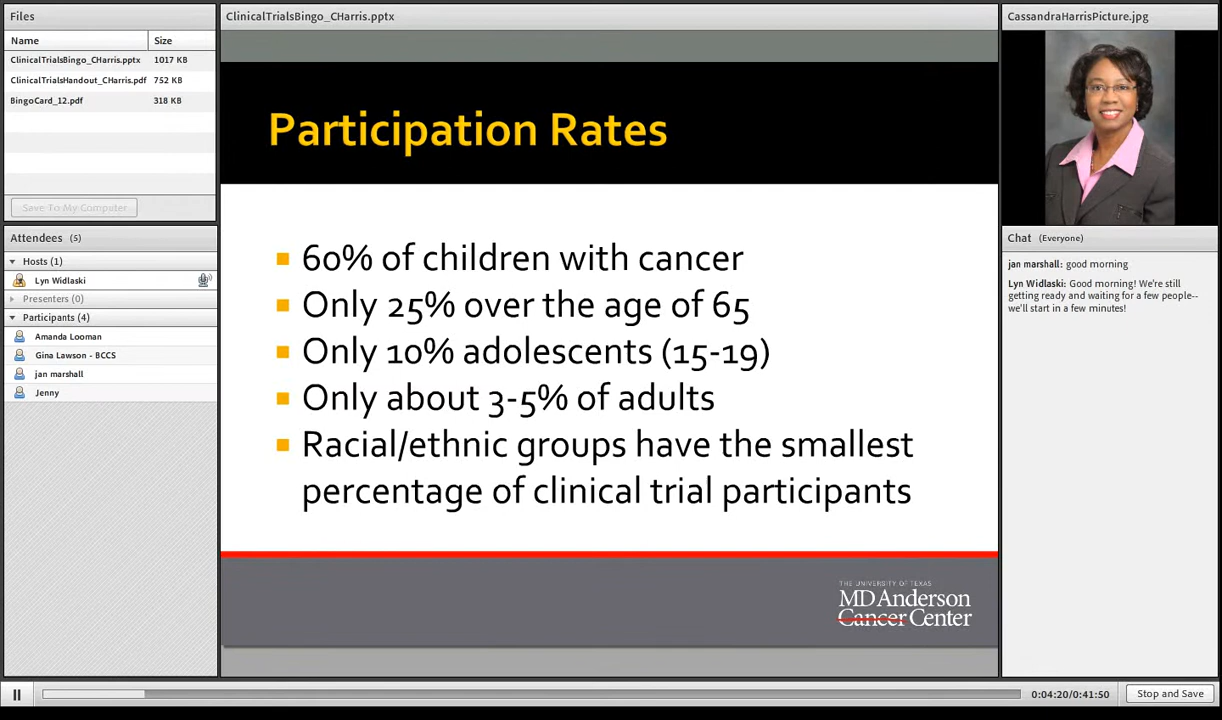 Files
Name Size
ClinicalTrialsBingo_CHarris.pptx 1017 KB
ClinicalTrialsHandout_CHarris.pdf 752 KB
BingoCard_12.pdf 318 KB
Save To My Computer
Attendees (5)
Hosts (1)
Lyn Widlaski
Presenters (0)
Participants (4)
Amanda Looman
Gina Lawson - BCCS
jan marshall
Jenny
ClinicalTrialsBingo_CHarris.pptx
Participation Rates
60% of children with cancer
Only 25% over the age of 65
Only 10% adolescents (15-19)
Only about 3-5% of adults
Racial/ethnic groups have the smallest
percentage of clinical trial participants
THE UNIVERSITY OF TEXAS
MD Anderson
Cancer Center
CassandraHarrisPicture.jpg
Chat (Everyone)
jan marshall: good morning
Lyn Widlaski: Good morning! We're still
getting ready and waiting for a few people--
we'll start in a few minutes!
0:04:20/0:41:50
Stop and Save